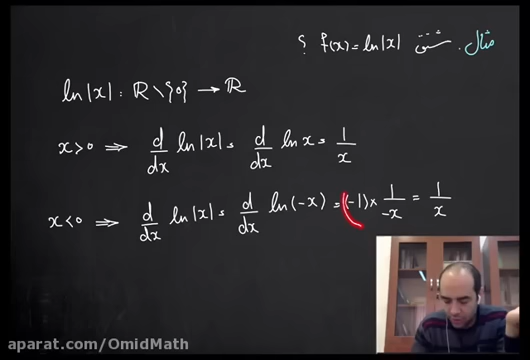 مثال. مشتق f(x) = ln|x| ؟
ln|x| : ℝ \ {0} → ℝ
x > 0 ⟹ d/dx ln|x| = d/dx ln x = 1/x
x < 0 ⟹ d/dx ln|x| = d/dx ln(-x) = (-1) × 1/-x = 1/x
aparat.com/OmidMath